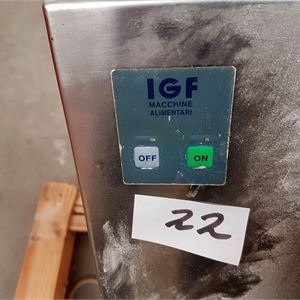 IGF
MACCHINE
ALIMENTARI
OFF ON
22